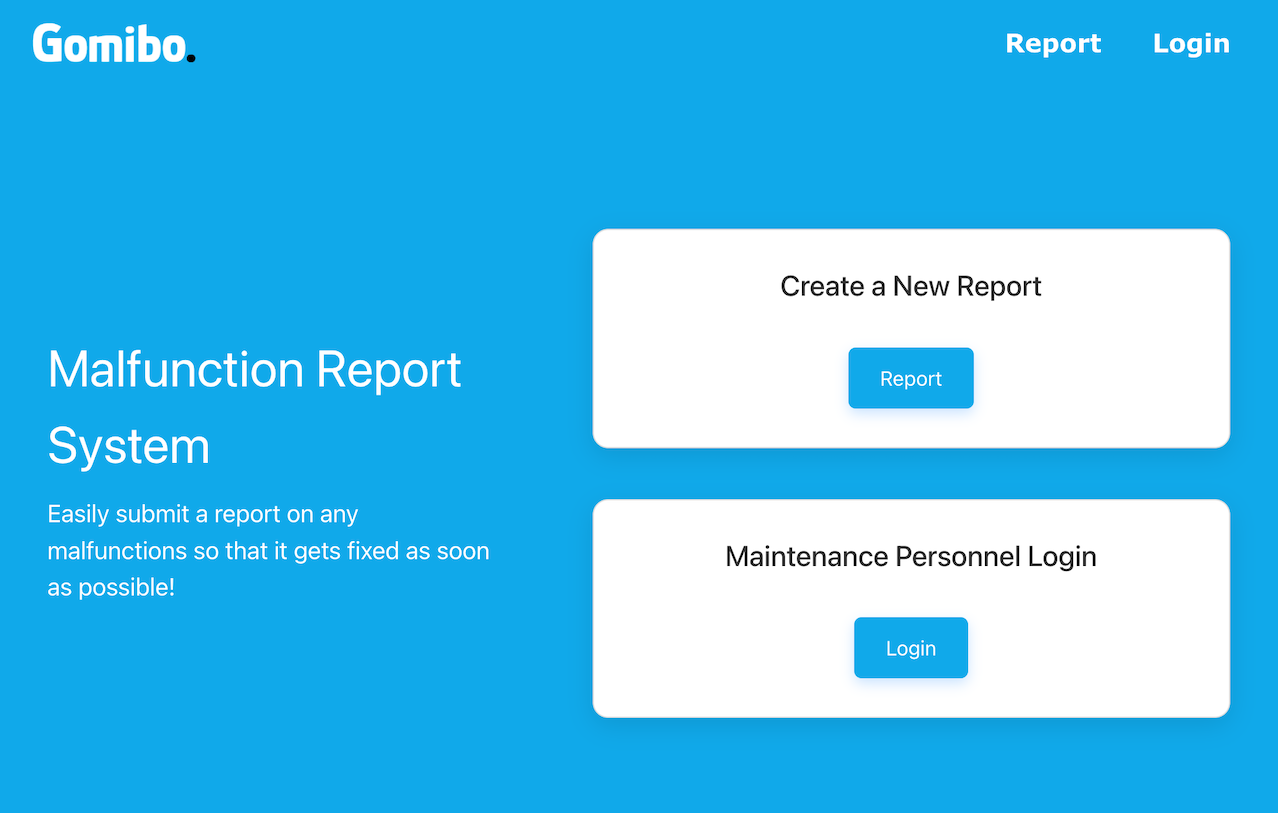 Gomibo.
Report
Login
Malfunction Report
System
Easily submit a report on any
malfunctions so that it gets fixed as soon
as possible!
Create a New Report
Report
Maintenance Personnel Login
Login